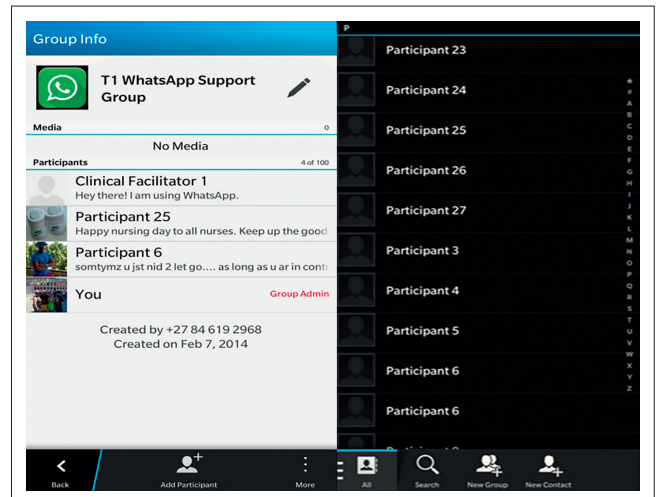 Group Info
T1 WhatsApp Support
Group
Media 0
No Media
Participants 4 of 100
Clinical Facilitator 1
Hey there! I am using WhatsApp.
Participant 25
Happy nursing day to all nurses. Keep up the good
Participant 6
somtymz u jst nid 2 let go.... as long as u ar in cont
You Group Admin
Created by +27 84 619 2968
Created on Feb 7, 2014
Back
Add Participant
More
P
Participant 23
Participant 24
Participant 25
Participant 26
Participant 27
Participant 3
Participant 4
Participant 5
Participant 6
Participant 6
*
#
A
B
C
D
E
F
G
H
I
J
K
L
M
N
O
P
Q
R
S
T
U
V
W
X
Y
Z
All
Search
New Group
New Contact